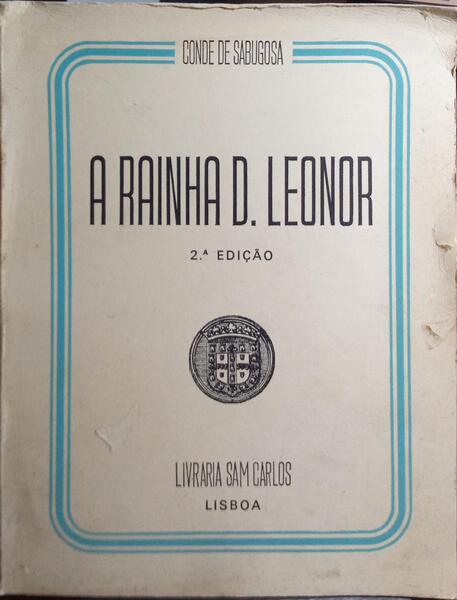 CONDE DE SABUGOSA
A RAINHA D. LEONOR
2.ª EDIÇÃO
LIVRARIA SAM CARLOS
LISBOA